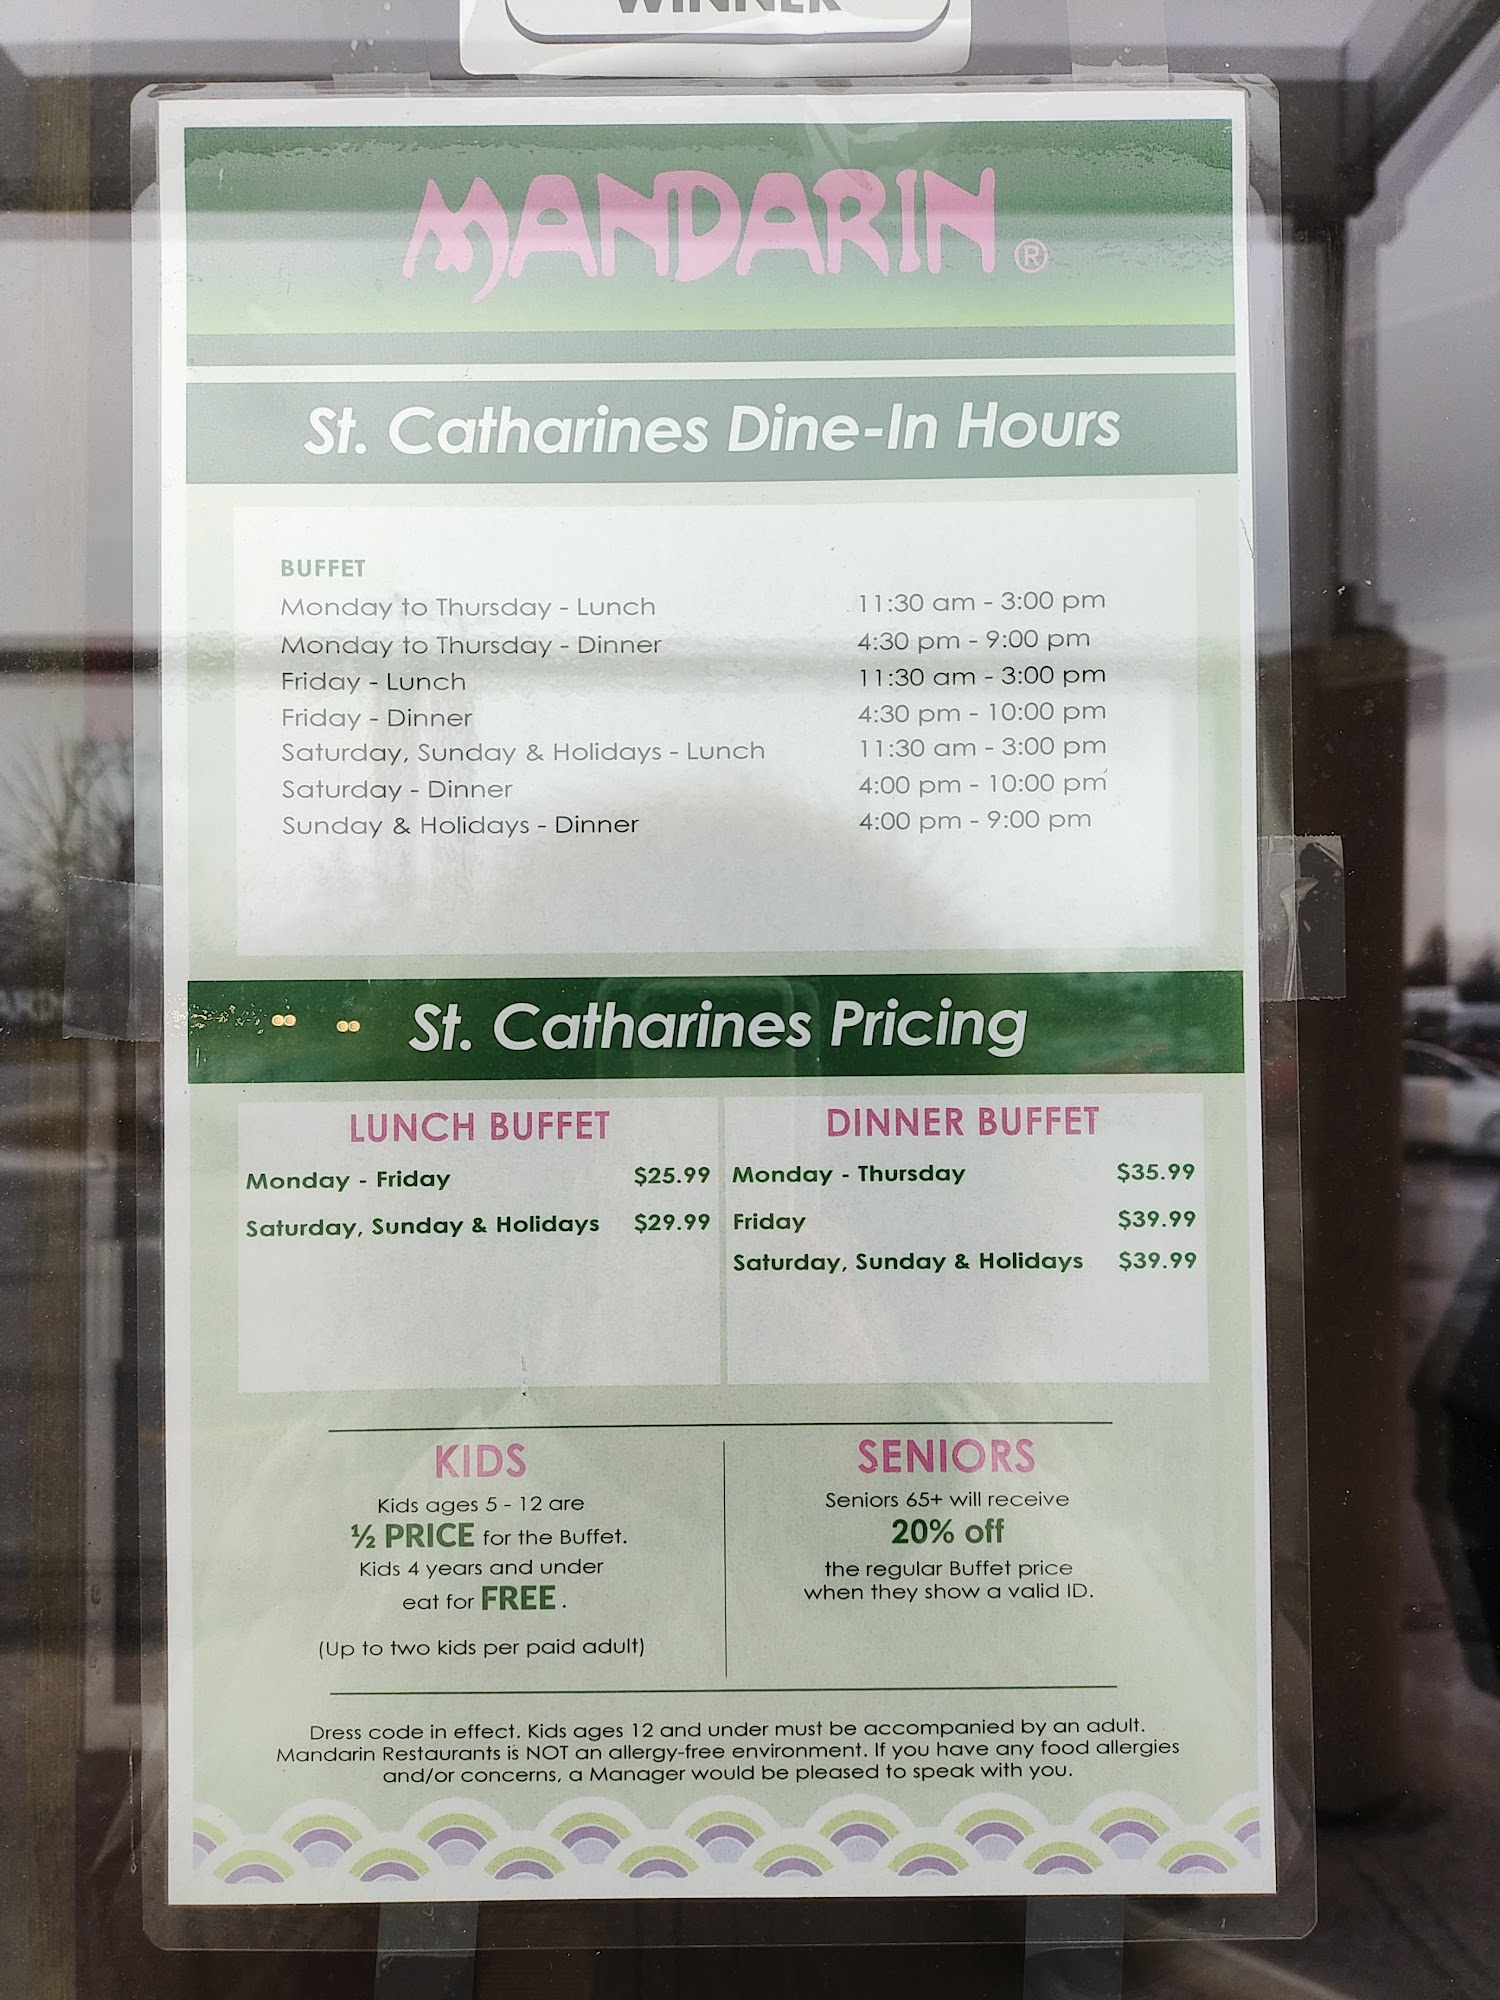 WINNER
MANDARIN ®
St. Catharines Dine-In Hours
BUFFET
Monday to Thursday - Lunch 11:30 am - 3:00 pm
Monday to Thursday - Dinner 4:30 pm - 9:00 pm
Friday - Lunch 11:30 am - 3:00 pm
Friday - Dinner 4:30 pm - 10:00 pm
Saturday, Sunday & Holidays - Lunch 11:30 am - 3:00 pm
Saturday - Dinner 4:00 pm - 10:00 pm
Sunday & Holidays - Dinner 4:00 pm - 9:00 pm
St. Catharines Pricing
LUNCH BUFFET
Monday - Friday $25.99
Saturday, Sunday & Holidays $29.99
DINNER BUFFET
Monday - Thursday $35.99
Friday $39.99
Saturday, Sunday & Holidays $39.99
KIDS
Kids ages 5 - 12 are
½ PRICE for the Buffet.
Kids 4 years and under
eat for FREE .
(Up to two kids per paid adult)
SENIORS
Seniors 65+ will receive
20% off
the regular Buffet price
when they show a valid ID.
Dress code in effect. Kids ages 12 and under must be accompanied by an adult.
Mandarin Restaurants is NOT an allergy-free environment. If you have any food allergies
and/or concerns, a Manager would be pleased to speak with you.